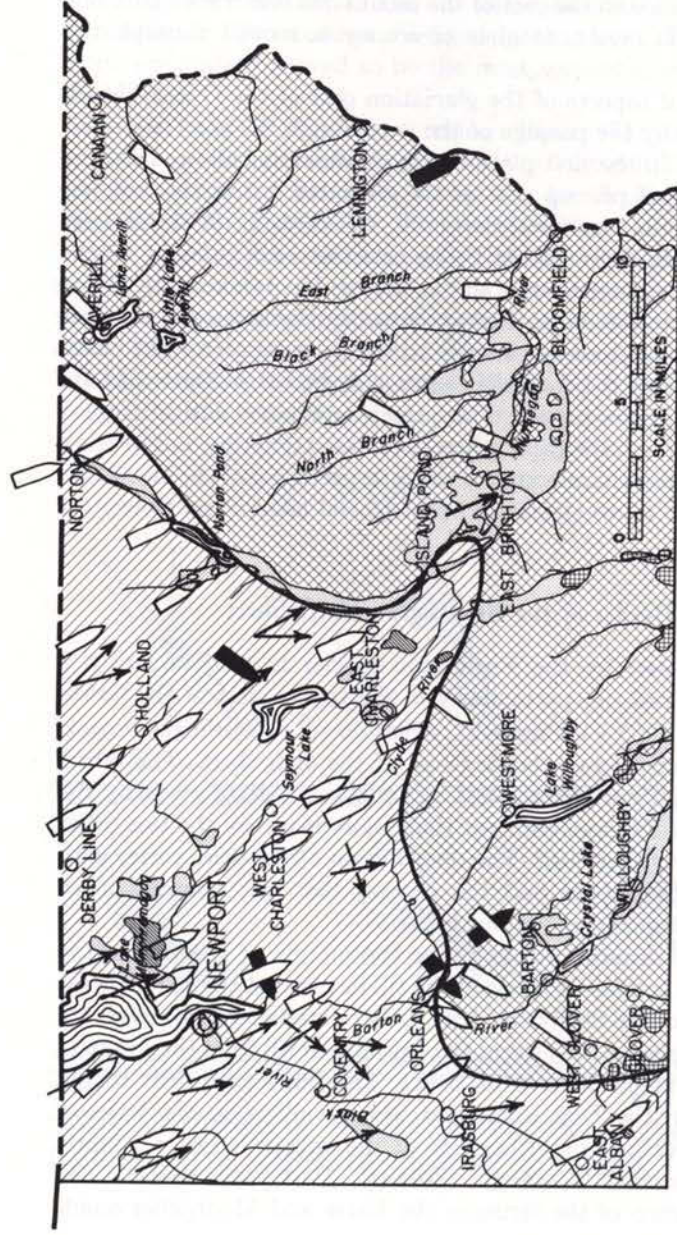 CANAAN
AVERILL
Lake Averill
Little Lake
Averill
LEMINGTON
East Branch
Black Branch
North Branch
River
BLOOMFIELD
NORTON
Norton Pond
ISLAND POND
EAST BRIGHTON
HOLLAND
Seymour
Lake
EAST
CHARLESTON
Clyde River
DERBY LINE
Lake
NEWPORT
WEST
CHARLESTON
WESTMORE
Lake
Willoughby
WILLOUGHBY
Crystal Lake
BARTON
ORLEANS
Barton River
COVENTRY
Black River
IRASBURG
WEST GLOVER
GLOVER
EAST
ALBANY
0 5 10
SCALE IN MILES